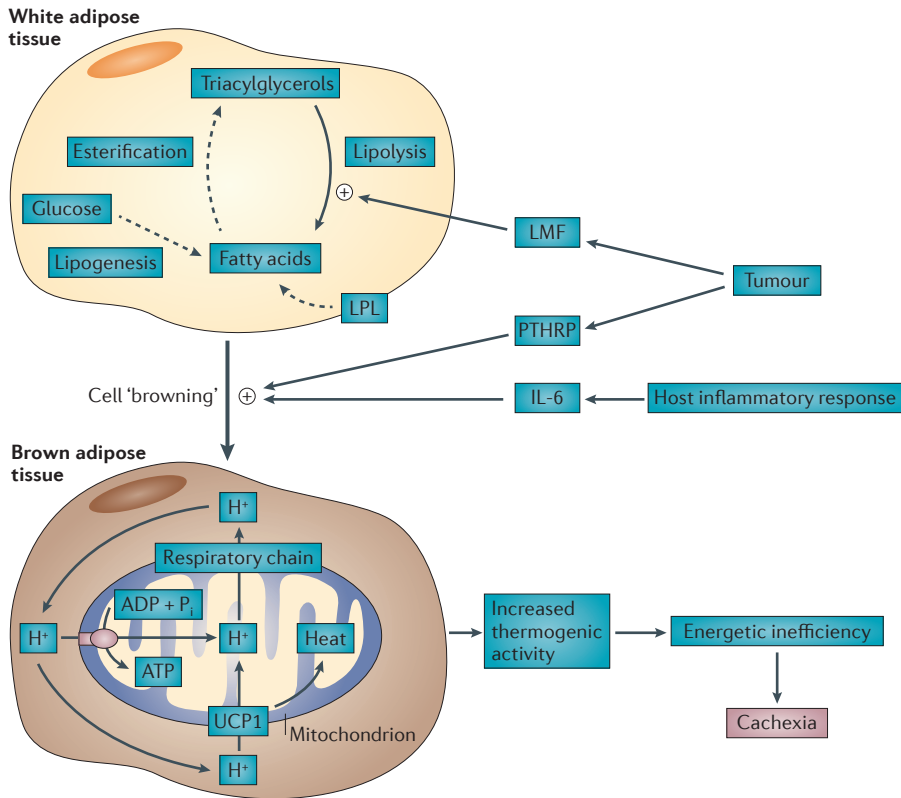 White adipose
tissue
Triacylglycerols
Esterification
Lipolysis
+
Glucose
LMF
Lipogenesis
Fatty acids
Tumour
LPL
PTHRP
Cell ‘browning’
+
IL-6
Host inflammatory response
Brown adipose
tissue
H⁺
Respiratory chain
ADP + Pᵢ
H⁺
H⁺
Heat
ATP
UCP1
Mitochondrion
H⁺
Increased
thermogenic
activity
Energetic inefficiency
Cachexia